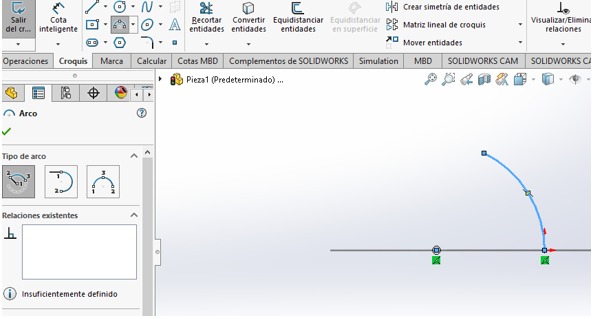 Salir del cr...
Cota inteligente
Recortar entidades
Convertir entidades
Equidistanciar entidades
Equidistanciar en superficie
Crear simetría de entidades
Matriz lineal de croquis
Mover entidades
Visualizar/Elimina relaciones
Operaciones
Croquis
Marca
Calcular
Cotas MBD
Complementos de SOLIDWORKS
Simulation
MBD
SOLIDWORKS CAM
SOLIDWORKS CA
Pieza1 (Predeterminado) ...
Arco
Tipo de arco
Relaciones existentes
Insuficientemente definido